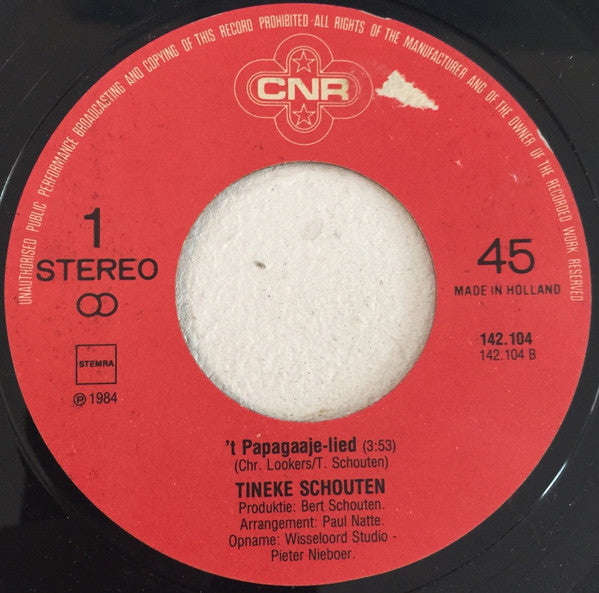 UNAUTHORISED PUBLIC PERFORMANCE BROADCASTING AND COPYING OF THIS RECORD PROHIBITED·ALL RIGHTS OF THE MANUFACTURER AND OF THE OWNER OF THE RECORDED WORK RESERVED
CNR
1
STEREO
45
MADE IN HOLLAND
142.104
142.104 B
STEMRA
℗ 1984
't Papagaaje-lied (3:53)
(Chr. Lookers/T. Schouten)
TINEKE SCHOUTEN
Produktie: Bert Schouten.
Arrangement: Paul Natte.
Opname: Wisseloord Studio -
Pieter Nieboer.